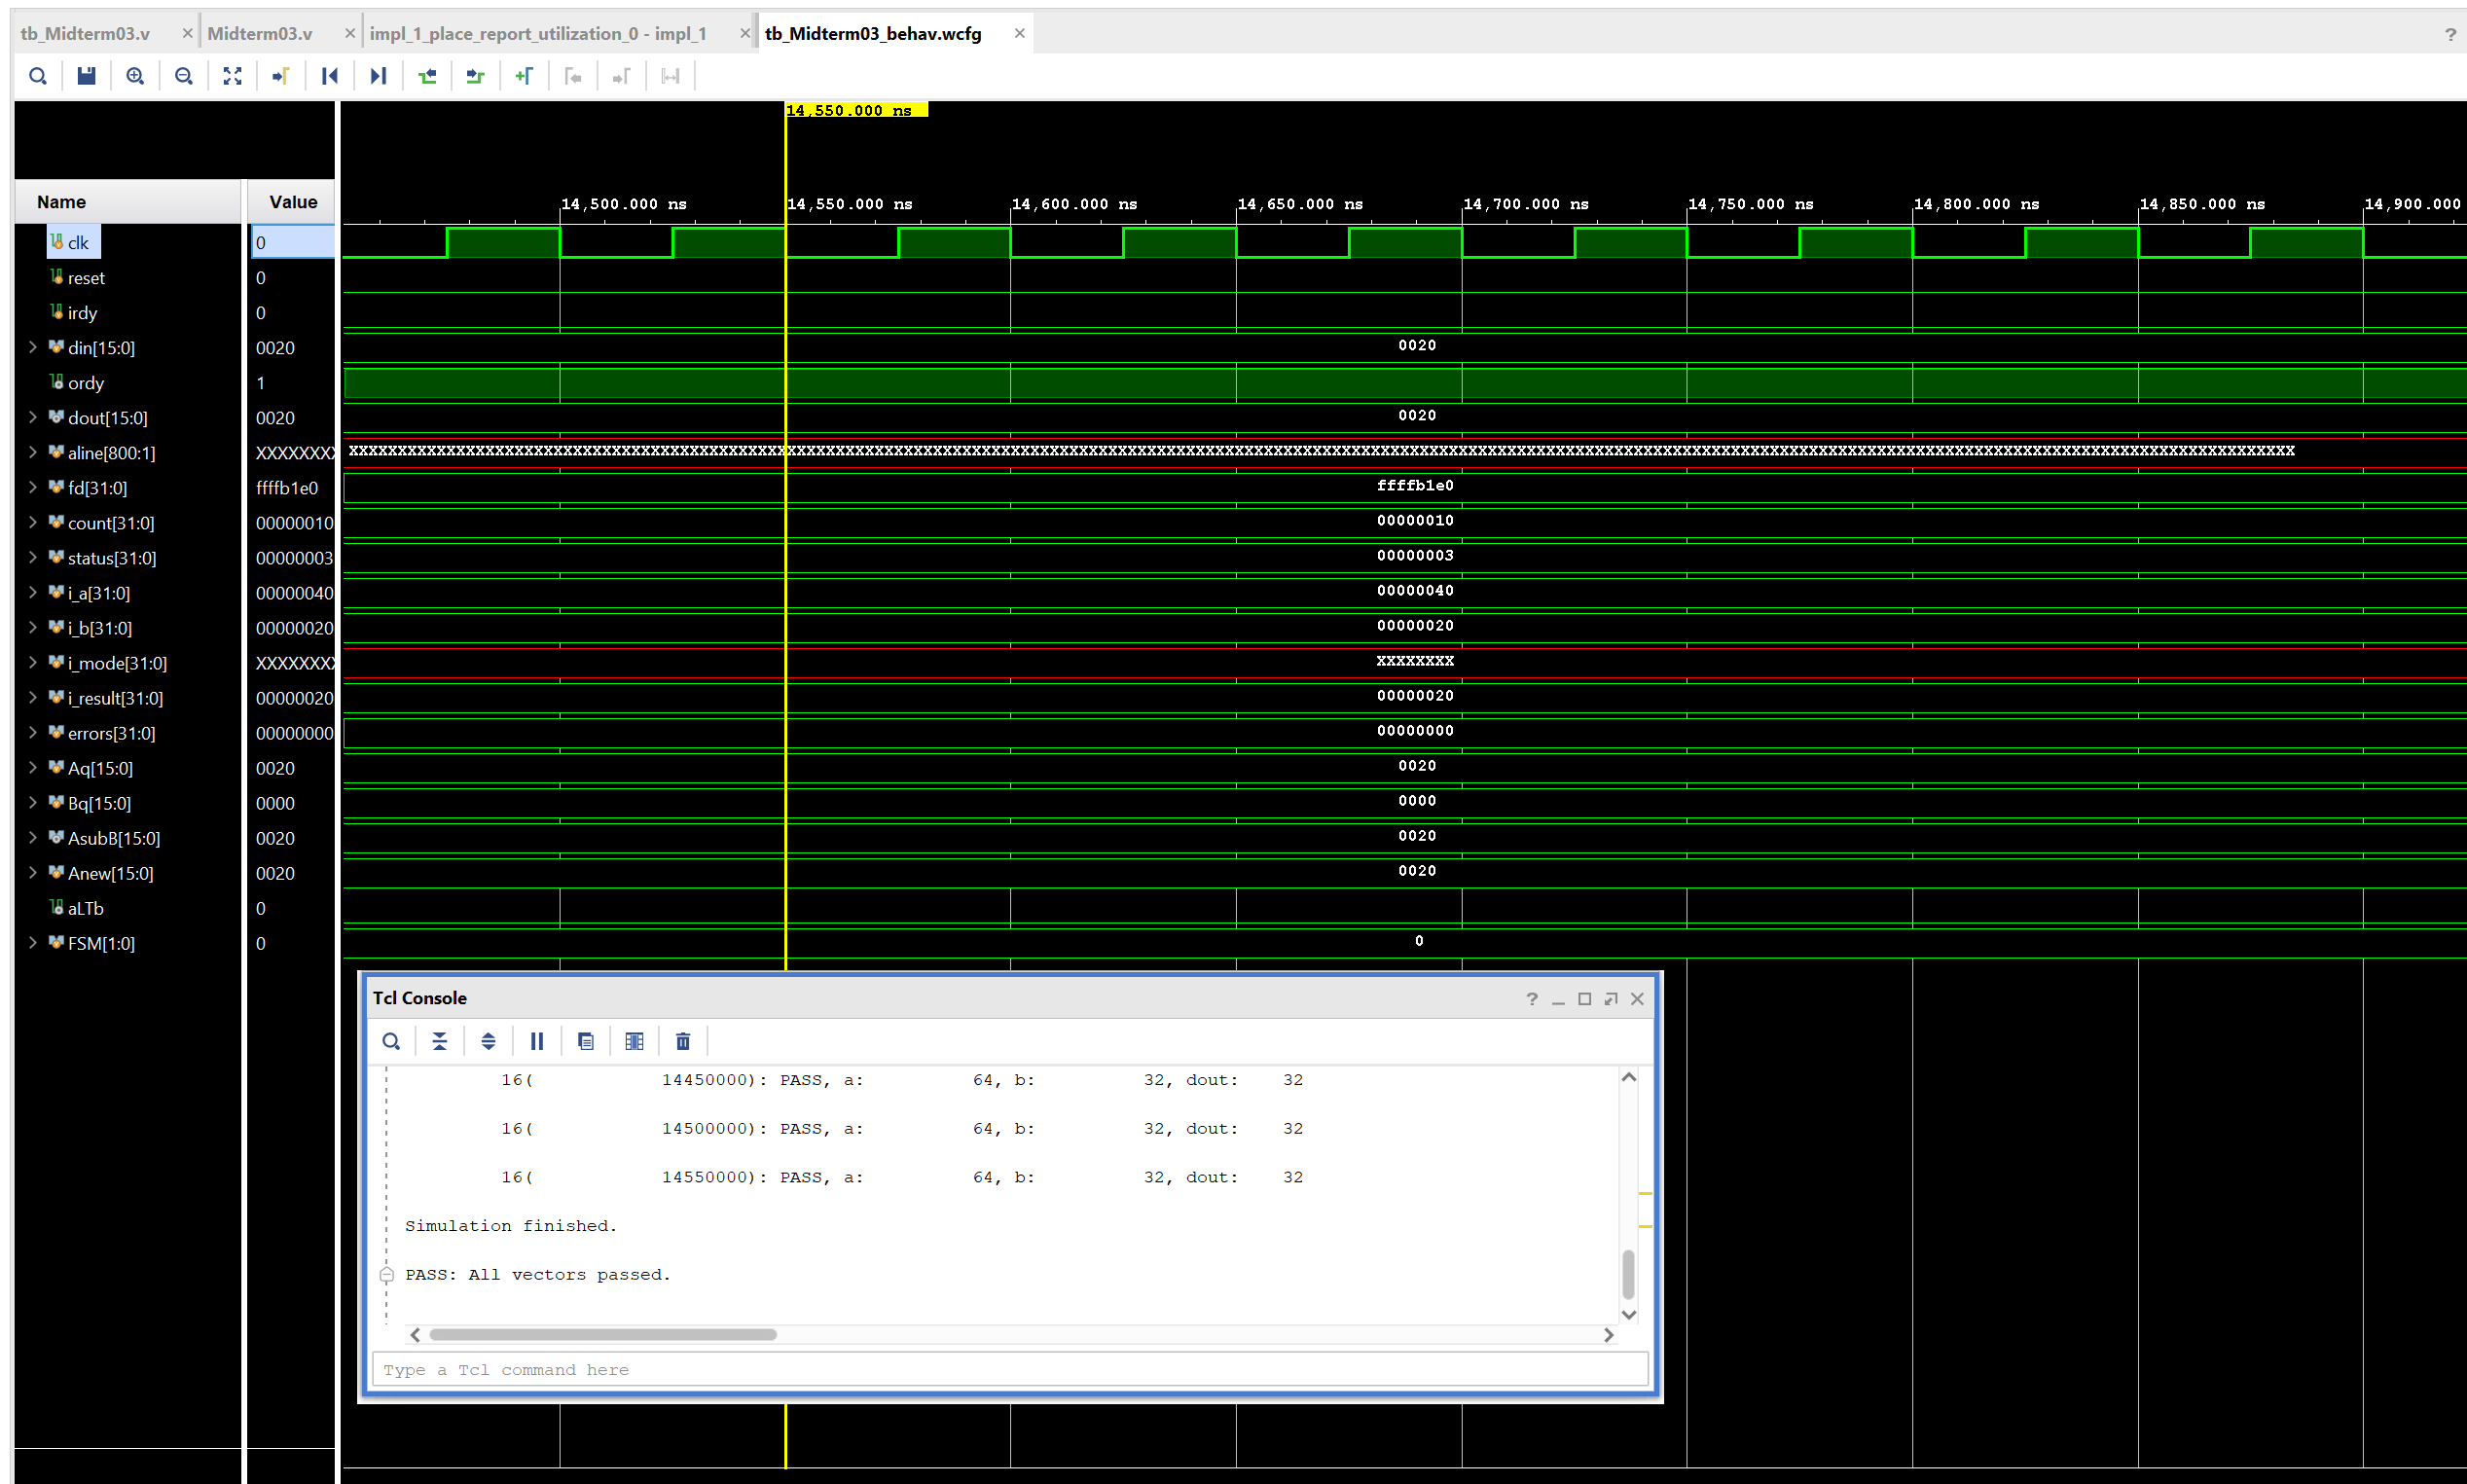 tb_Midterm03.v × Midterm03.v × impl_1_place_report_utilization_0 - impl_1 × tb_Midterm03_behav.wcfg × ?
14,550.000 ns
Name Value
14,500.000 ns 14,550.000 ns 14,600.000 ns 14,650.000 ns 14,700.000 ns 14,750.000 ns 14,800.000 ns 14,850.000 ns 14,900.000
clk 0
reset 0
irdy 0
din[15:0] 0020 0020
ordy 1
dout[15:0] 0020 0020
aline[800:1] XXXXXXXX
fd[31:0] ffffb1e0 ffffb1e0
count[31:0] 00000010 00000010
status[31:0] 00000003 00000003
i_a[31:0] 00000040 00000040
i_b[31:0] 00000020 00000020
i_mode[31:0] XXXXXXXX XXXXXXXX
i_result[31:0] 00000020 00000020
errors[31:0] 00000000 00000000
Aq[15:0] 0020 0020
Bq[15:0] 0000 0000
AsubB[15:0] 0020 0020
Anew[15:0] 0020 0020
aLTb 0
FSM[1:0] 0 0
Tcl Console
16( 14450000): PASS, a: 64, b: 32, dout: 32
16( 14500000): PASS, a: 64, b: 32, dout: 32
16( 14550000): PASS, a: 64, b: 32, dout: 32
Simulation finished.
PASS: All vectors passed.
Type a Tcl command here